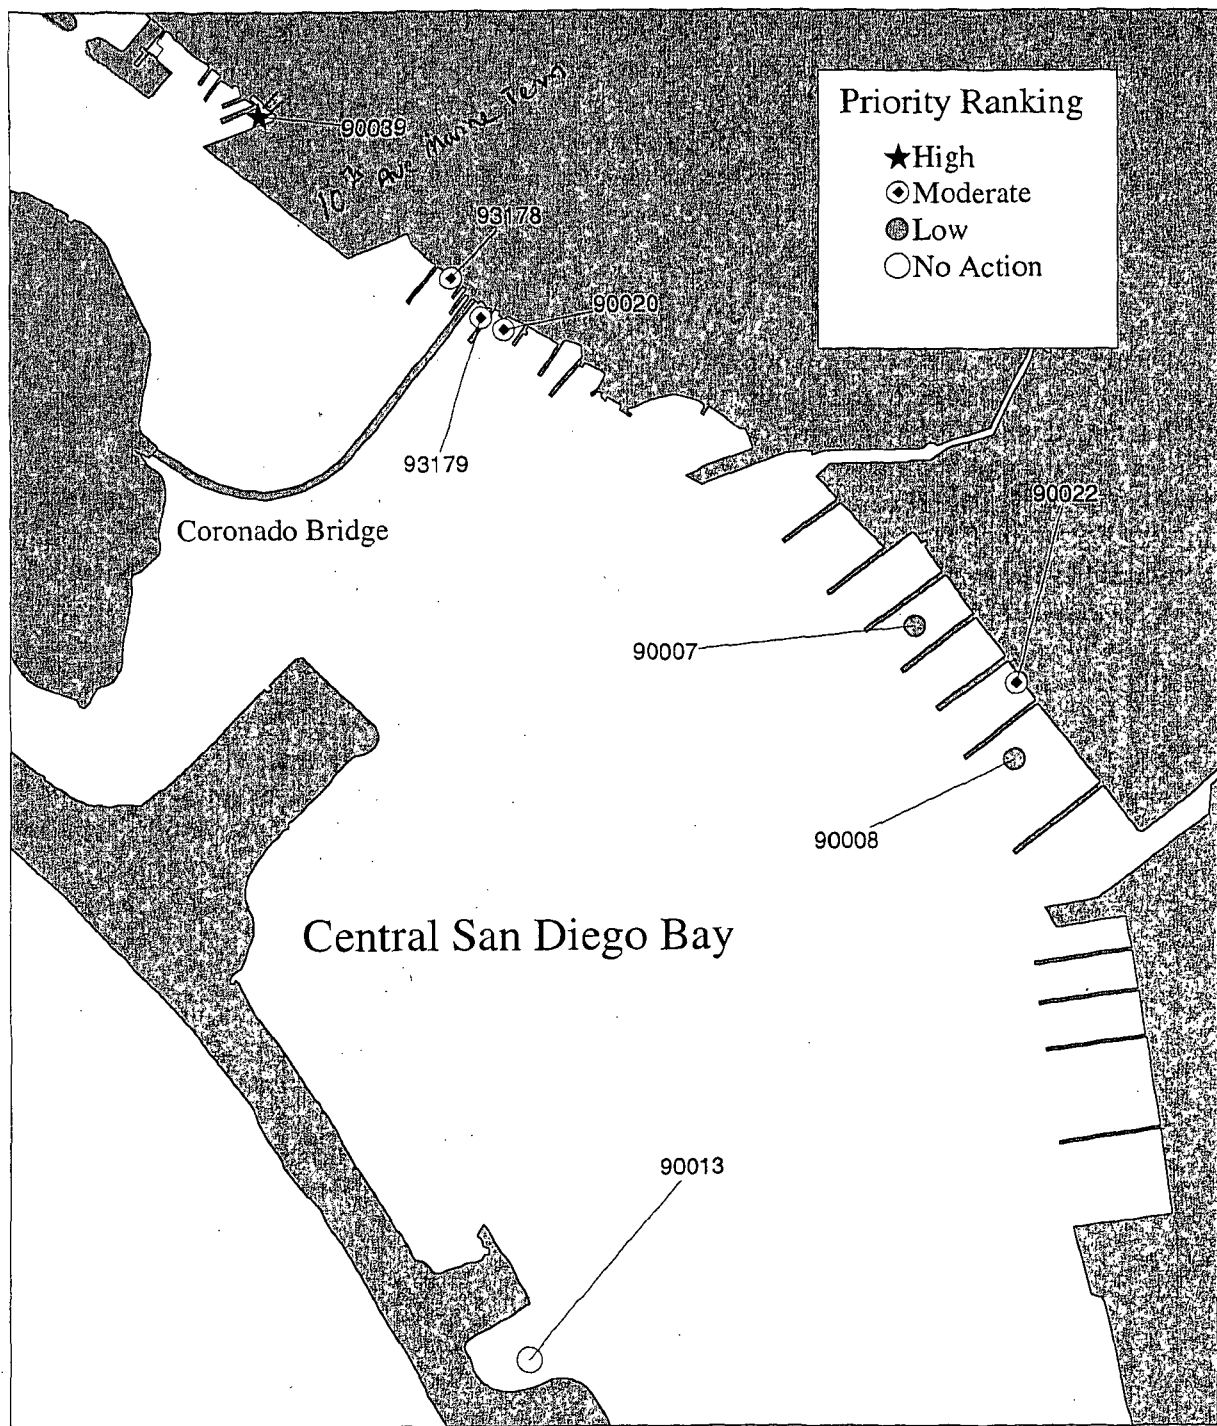 Priority Ranking
High
Moderate
Low
No Action
90039
10th Ave Marine Term
93178
90020
93179
90022
Coronado Bridge
90007
90008
Central San Diego Bay
90013